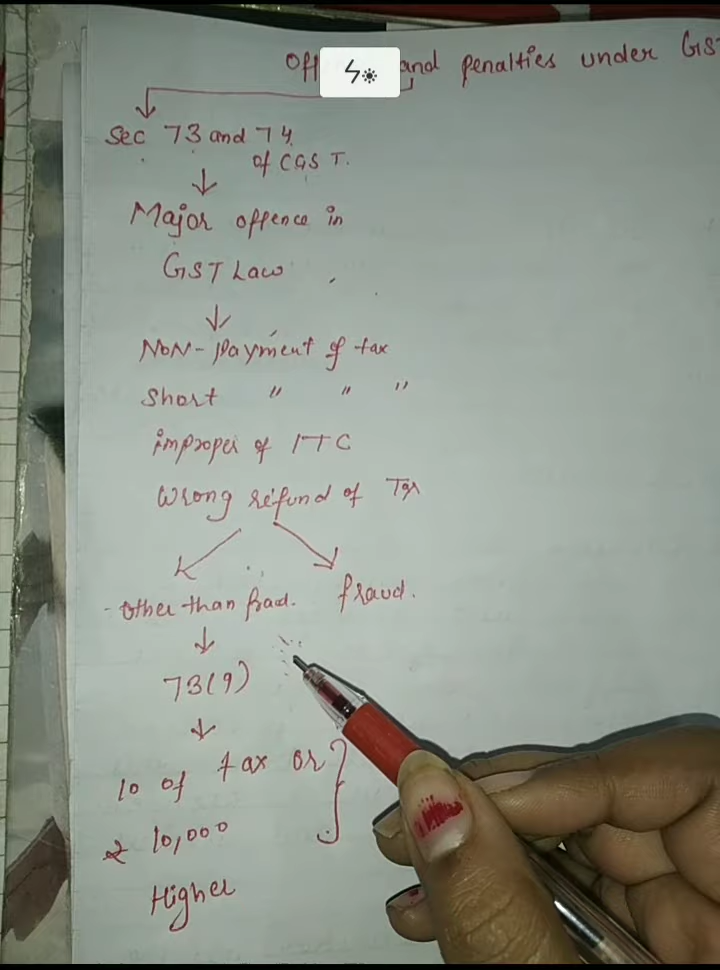 and penalties under GS
Sec 73 and 74
of CGST.
Major offence in
GST Law
Non-payment of tax
Short " " "
improper of ITC
Wrong refund of Tax
other than frad. fraud.
73(9)
10 of tax or
₹ 10,000
Higher